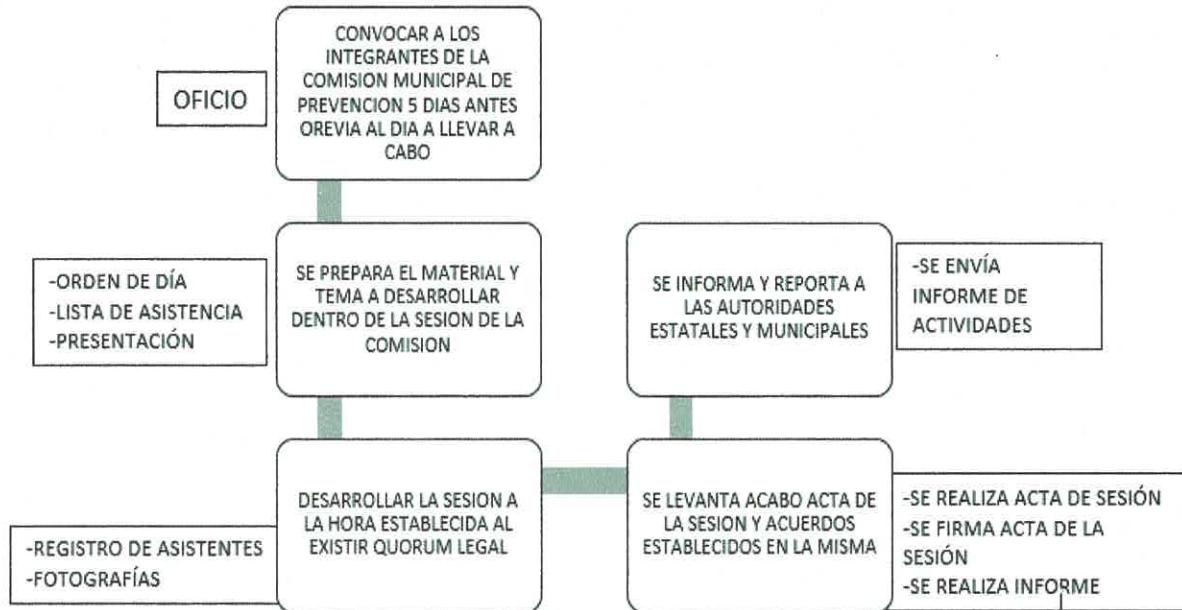 OFICIO
CONVOCAR A LOS
INTEGRANTES DE LA
COMISION MUNICIPAL DE
PREVENCION 5 DIAS ANTES
OREVIA AL DIA A LLEVAR A
CABO
-ORDEN DE DÍA
-LISTA DE ASISTENCIA
-PRESENTACIÓN
SE PREPARA EL MATERIAL Y
TEMA A DESARROLLAR
DENTRO DE LA SESION DE LA
COMISION
-REGISTRO DE ASISTENTES
-FOTOGRAFÍAS
DESARROLLAR LA SESION A
LA HORA ESTABLECIDA AL
EXISTIR QUORUM LEGAL
SE LEVANTA ACABO ACTA DE
LA SESION Y ACUERDOS
ESTABLECIDOS EN LA MISMA
-SE REALIZA ACTA DE SESIÓN
-SE FIRMA ACTA DE LA
SESIÓN
-SE REALIZA INFORME
SE INFORMA Y REPORTA A
LAS AUTORIDADES
ESTATALES Y MUNICIPALES
-SE ENVÍA
INFORME DE
ACTIVIDADES